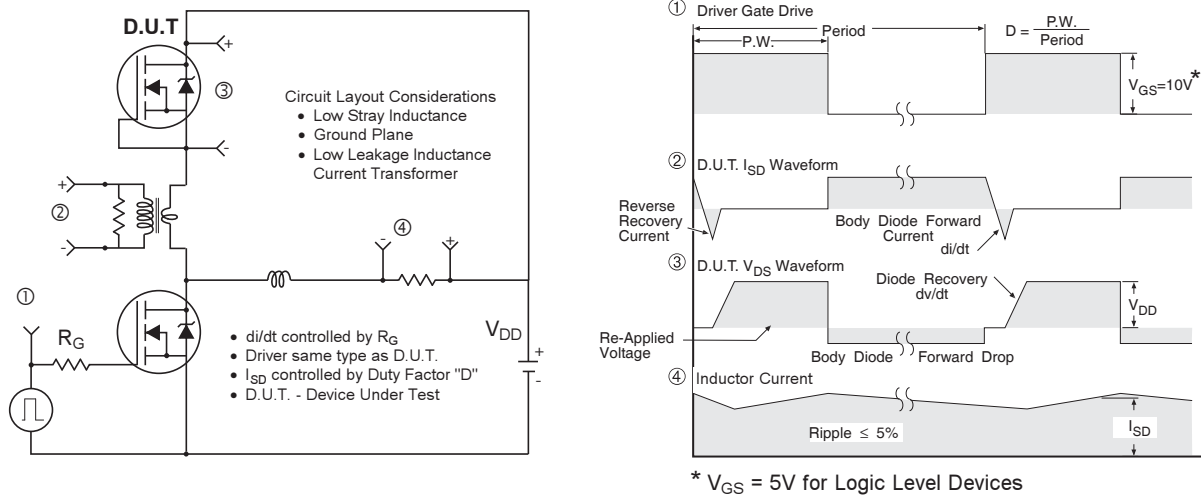 D.U.T
+
③
-
Circuit Layout Considerations
• Low Stray Inductance
• Ground Plane
• Low Leakage Inductance
Current Transformer
+
②
-
④
- +
①
R_G
V_DD
+
-
• di/dt controlled by R_G
• Driver same type as D.U.T.
• I_SD controlled by Duty Factor "D"
• D.U.T. - Device Under Test
① Driver Gate Drive
P.W.
Period
D = P.W. / Period
V_GS=10V *
② D.U.T. I_SD Waveform
Reverse
Recovery
Current
Body Diode Forward
Current
di/dt
③ D.U.T. V_DS Waveform
Diode Recovery
dv/dt
V_DD
Re-Applied
Voltage
Body Diode Forward Drop
④ Inductor Current
Ripple ≤ 5%
I_SD
* V_GS = 5V for Logic Level Devices